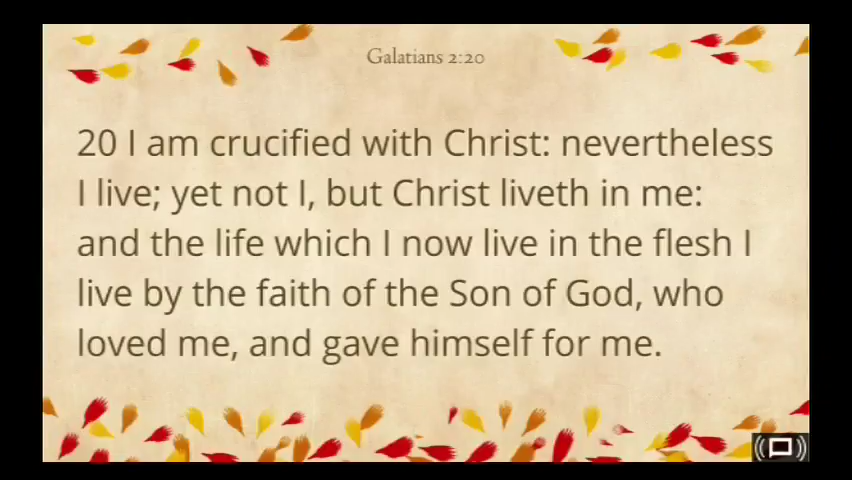 Galatians 2:20
20 I am crucified with Christ: nevertheless
I live; yet not I, but Christ liveth in me:
and the life which I now live in the flesh I
live by the faith of the Son of God, who
loved me, and gave himself for me.